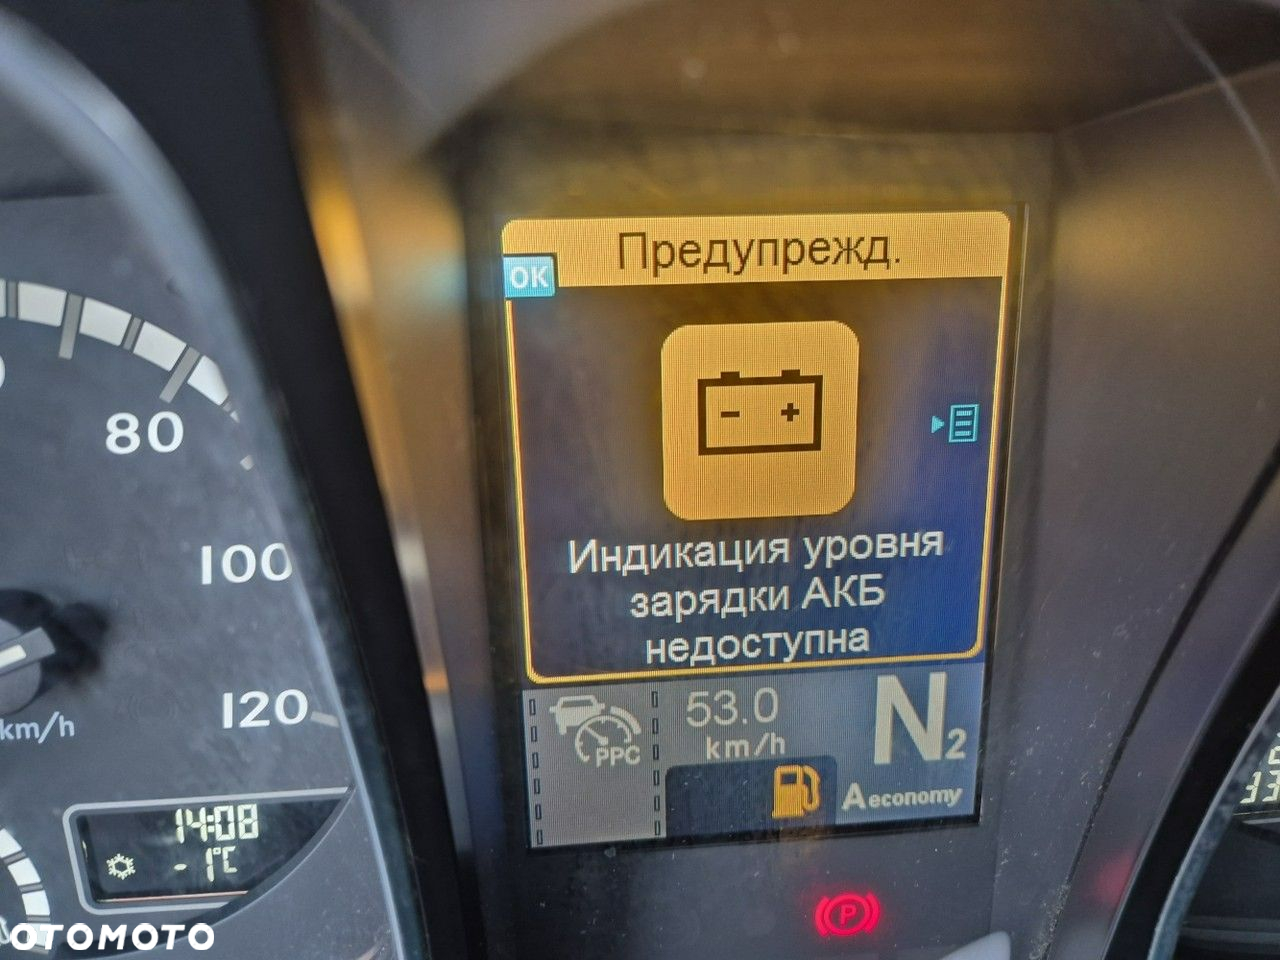 Предупрежд.
OK
- +
Индикация уровня
зарядки АКБ
недоступна
80
100
120
km/h
PPC
53.0
km/h
N2
A economy
14:08
-1°C
P
OTOMOTO